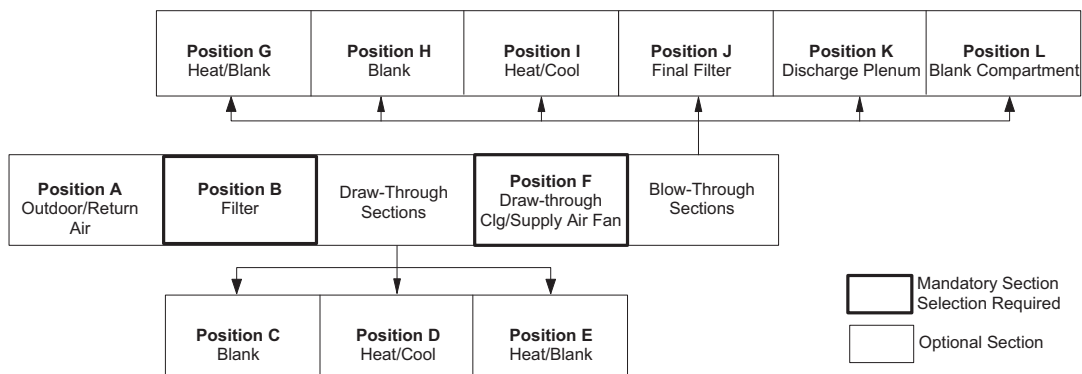 Position G
Heat/Blank
Position H
Blank
Position I
Heat/Cool
Position J
Final Filter
Position K
Discharge Plenum
Position L
Blank Compartment
Position A
Outdoor/Return
Air
Position B
Filter
Draw-Through
Sections
Position F
Draw-through
Clg/Supply Air Fan
Blow-Through
Sections
Position C
Blank
Position D
Heat/Cool
Position E
Heat/Blank
Mandatory Section
Selection Required
Optional Section